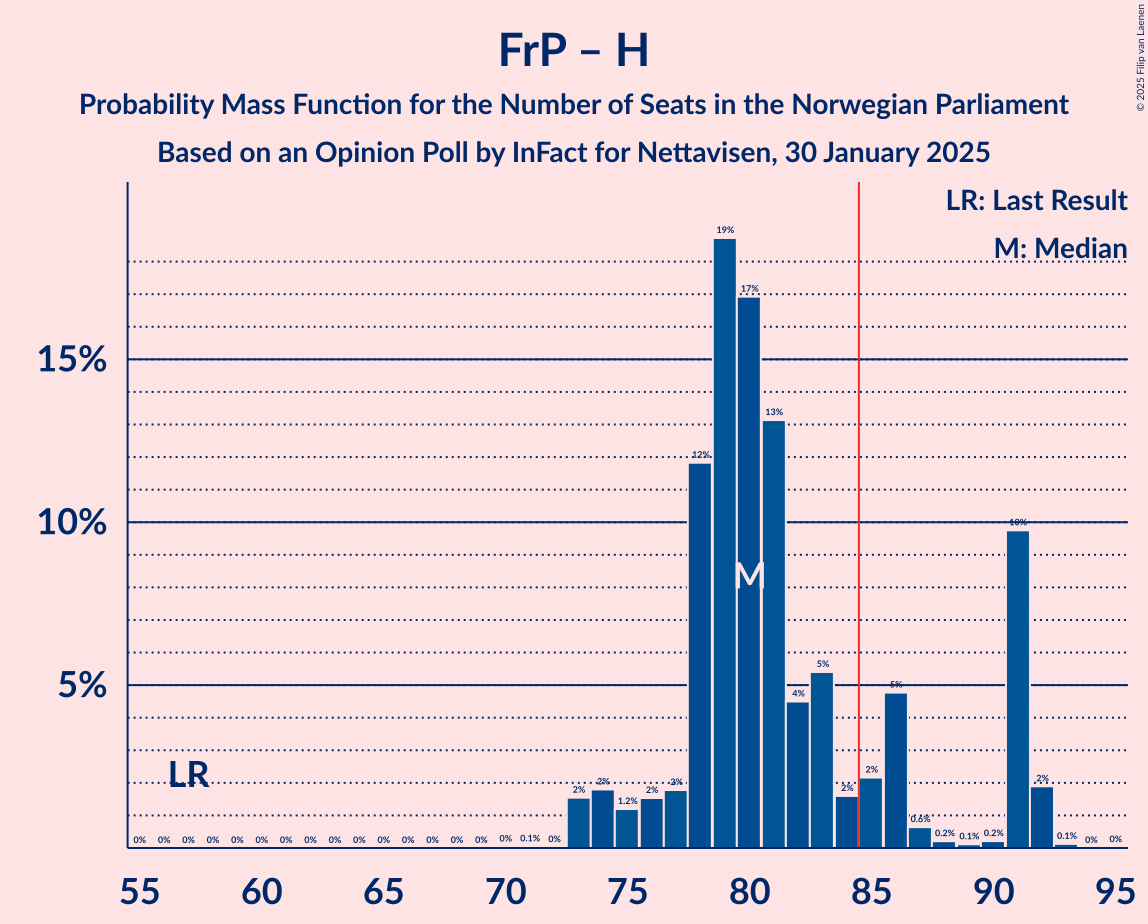 FrP – H
Probability Mass Function for the Number of Seats in the Norwegian Parliament
Based on an Opinion Poll by InFact for Nettavisen, 30 January 2025
© 2025 Filip van Laenen
LR: Last Result
M: Median
15%
10%
5%
LR
M
0% 0% 0% 0% 0% 0% 0% 0% 0% 0% 0% 0% 0% 0% 0% 0% 0.1% 0% 2% 2% 1.2% 2% 2% 12% 19% 17% 13% 4% 5% 2% 2% 5% 0.6% 0.2% 0.1% 0.2% 10% 2% 0.1% 0% 0%
55 60 65 70 75 80 85 90 95